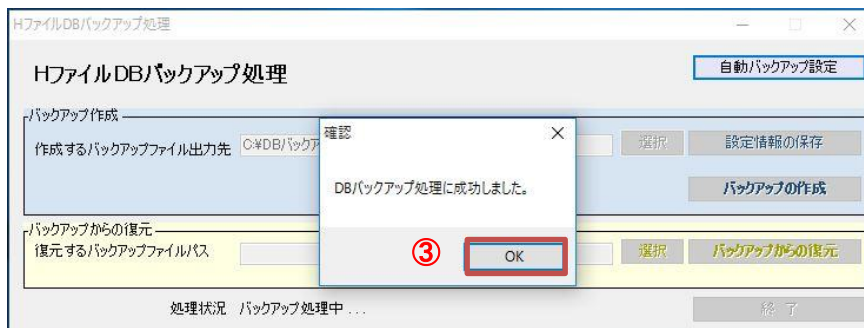 HファイルDBバックアップ処理
HファイルDBバックアップ処理
自動バックアップ設定
バックアップ作成
作成するバックアップファイル出力先 C:¥DBバックア 選択 設定情報の保存
バックアップの作成
確認
DBバックアップ処理に成功しました。
③ OK
バックアップからの復元
復元するバックアップファイルパス 選択 バックアップからの復元
処理状況 バックアップ処理中 ...
終 了